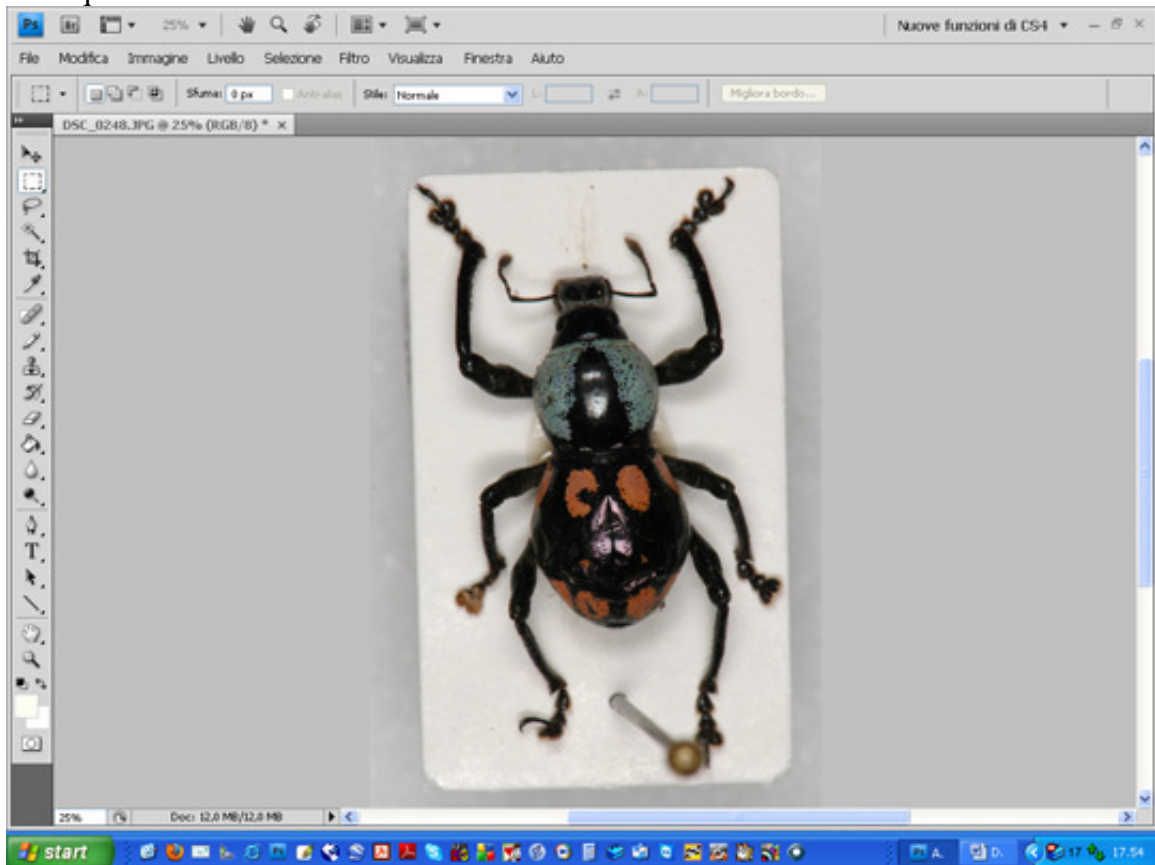 Ps Br 25% Nuove funzioni di CS4
File Modifica Immagine Livello Selezione Filtro Visualizza Finestra Aiuto
Sfuma: 0 px Anti-alias Stile: Normale L: A: Migliora bordo...
DSC_0248.JPG @ 25% (RGB/8) * x
T
25% Doc: 12,0 MB/12,0 MB
start A. D. 17 17.54